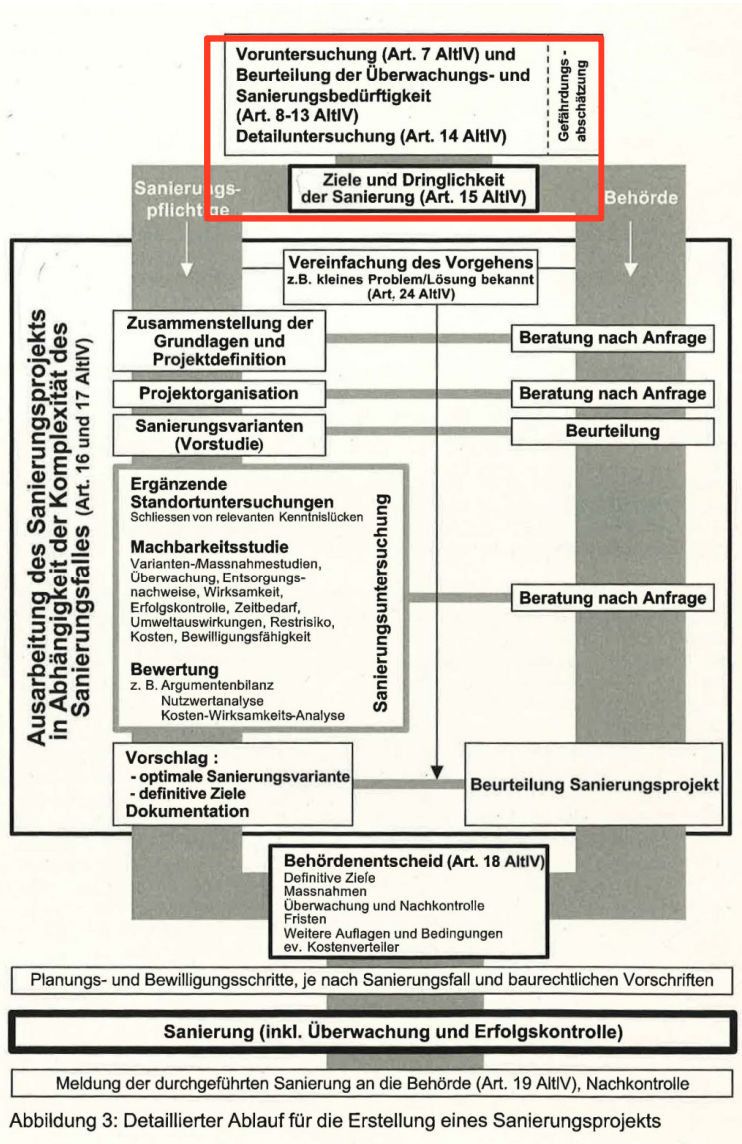 Voruntersuchung (Art. 7 AltlV) und
Beurteilung der Überwachungs- und
Sanierungsbedürftigkeit
(Art. 8-13 AltlV)
Detailuntersuchung (Art. 14 AltlV)
Gefährdungs-
abschätzung
Ziele und Dringlichkeit
der Sanierung (Art. 15 AltlV)
Sanierungs-
pflichtige
Behörde
Ausarbeitung des Sanierungsprojekts
in Abhängigkeit der Komplexität des
Sanierungsfalles (Art. 16 und 17 AltlV)
Vereinfachung des Vorgehens
z.B. kleines Problem/Lösung bekannt
(Art. 24 AltlV)
Zusammenstellung der
Grundlagen und
Projektdefinition
Beratung nach Anfrage
Projektorganisation
Beratung nach Anfrage
Sanierungsvarianten
(Vorstudie)
Beurteilung
Ergänzende
Standortuntersuchungen
Schliessen von relevanten Kenntnislücken
Machbarkeitsstudie
Varianten-/Massnahmestudien,
Überwachung, Entsorgungs-
nachweise, Wirksamkeit,
Erfolgskontrolle, Zeitbedarf,
Umweltauswirkungen, Restrisiko,
Kosten, Bewilligungsfähigkeit
Bewertung
z. B. Argumentenbilanz
Nutzwertanalyse
Kosten-Wirksamkeits-Analyse
Sanierungsuntersuchung
Beratung nach Anfrage
Vorschlag :
- optimale Sanierungsvariante
- definitive Ziele
Dokumentation
Beurteilung Sanierungsprojekt
Behördenentscheid (Art. 18 AltlV)
Definitive Ziele
Massnahmen
Überwachung und Nachkontrolle
Fristen
Weitere Auflagen und Bedingungen
ev. Kostenverteiler
Planungs- und Bewilligungsschritte, je nach Sanierungsfall und baurechtlichen Vorschriften
Sanierung (inkl. Überwachung und Erfolgskontrolle)
Meldung der durchgeführten Sanierung an die Behörde (Art. 19 AltlV), Nachkontrolle
Abbildung 3: Detaillierter Ablauf für die Erstellung eines Sanierungsprojekts